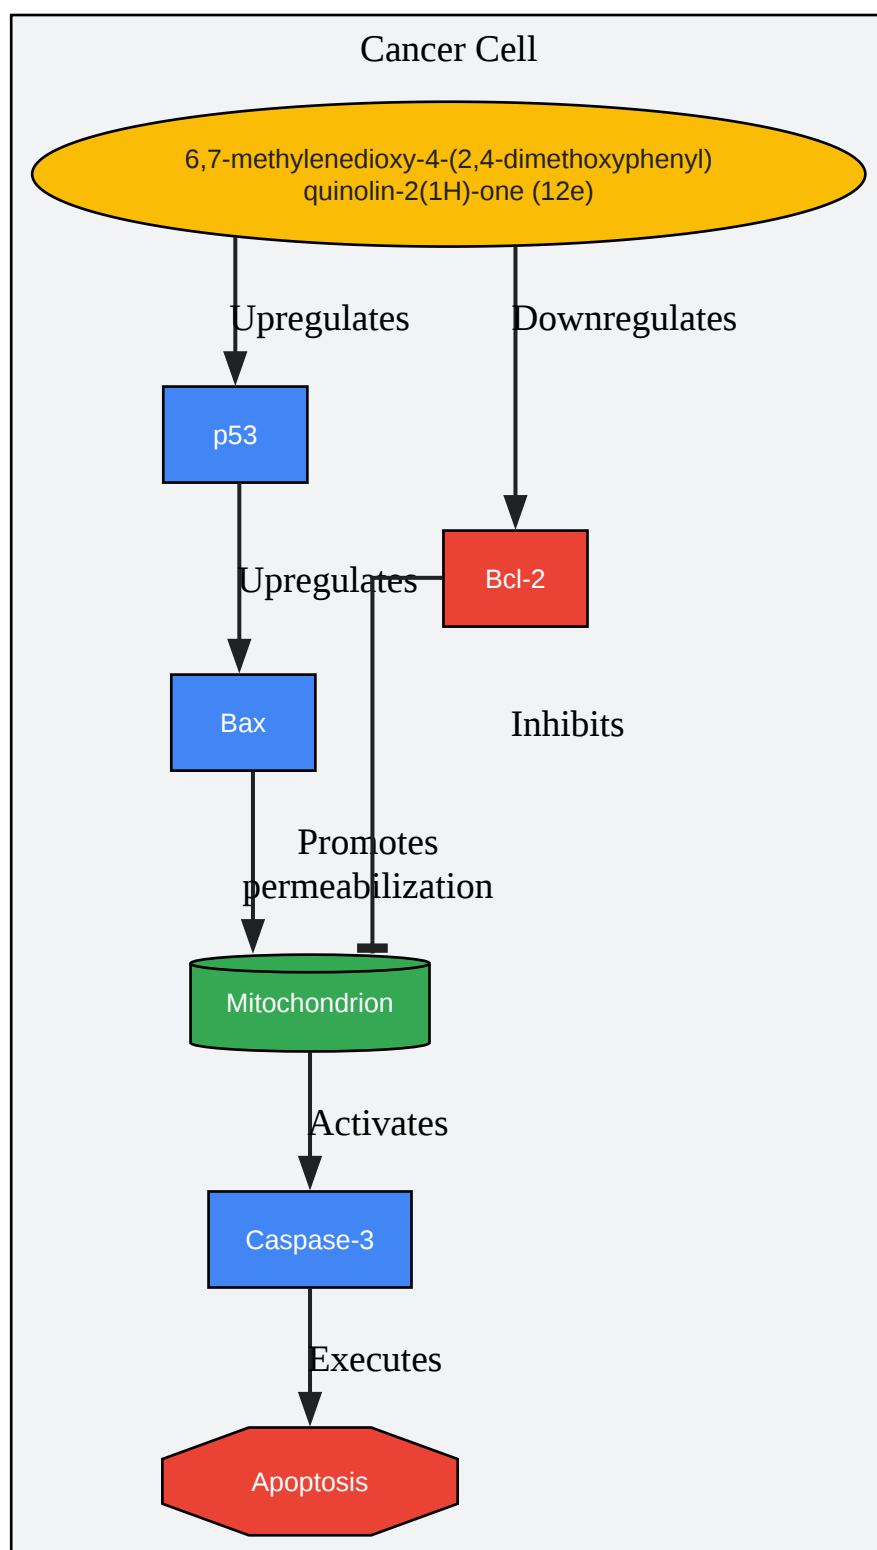 Cancer Cell
6,7-methylenedioxy-4-(2,4-dimethoxyphenyl)
quinolin-2(1H)-one (12e)
Upregulates
Downregulates
p53
Upregulates
Bcl-2
Bax
Inhibits
Promotes
permeabilization
Mitochondrion
Activates
Caspase-3
Executes
Apoptosis